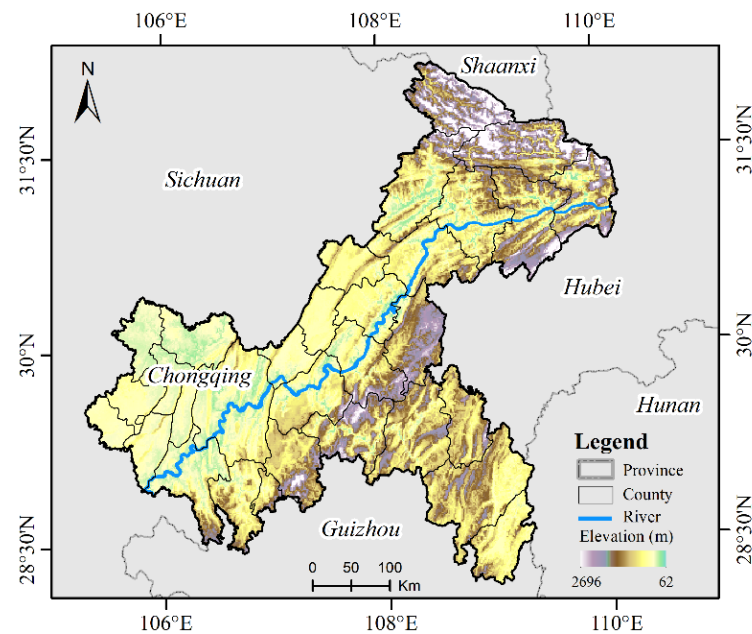 106°E 108°E 110°E
N
Shaanxi
31°30'N 31°30'N
Sichuan
Hubei
30°N 30°N
Chongqing
Hunan
Legend
Province
County
River
Guizhou
Elevation (m)
2696 62
28°30'N 28°30'N
0 50 100
Km
106°E 108°E 110°E